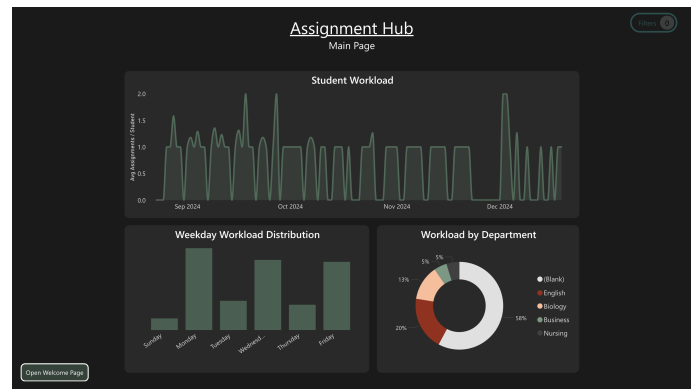 Assignment Hub
Main Page
Filters
Student Workload
Avg Assignments / Student
2.0
1.5
1.0
0.5
0.0
Sep 2024
Oct 2024
Nov 2024
Dec 2024
Weekday Workload Distribution
Sunday
Monday
Tuesday
Wednesd...
Thursday
Friday
Workload by Department
5%
5%
13%
20%
58%
(Blank)
English
Biology
Business
Nursing
Open Welcome Page